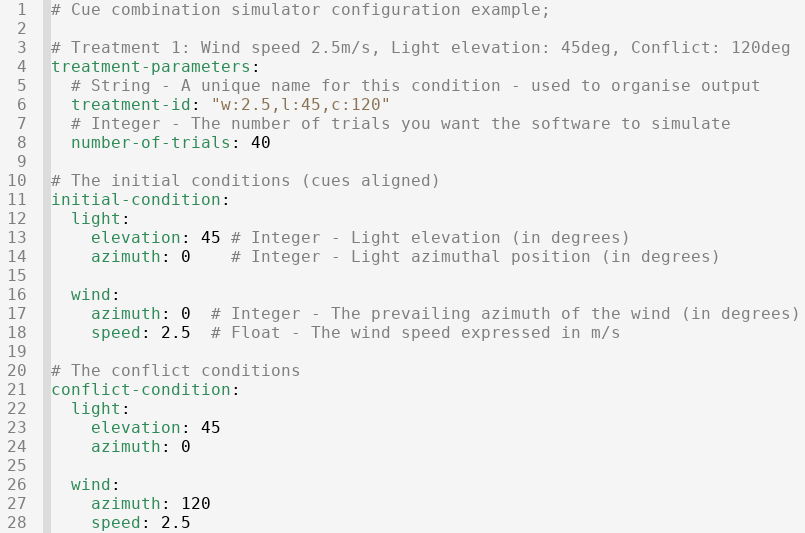 1 # Cue combination simulator configuration example;
2
3 # Treatment 1: Wind speed 2.5m/s, Light elevation: 45deg, Conflict: 120deg
4 treatment-parameters:
5   # String - A unique name for this condition - used to organise output
6   treatment-id: "w:2.5,l:45,c:120"
7   # Integer - The number of trials you want the software to simulate
8   number-of-trials: 40
9
10 # The initial conditions (cues aligned)
11 initial-condition:
12   light:
13     elevation: 45 # Integer - Light elevation (in degrees)
14     azimuth: 0    # Integer - Light azimuthal position (in degrees)
15
16   wind:
17     azimuth: 0  # Integer - The prevailing azimuth of the wind (in degrees)
18     speed: 2.5  # Float - The wind speed expressed in m/s
19
20 # The conflict conditions
21 conflict-condition:
22   light:
23     elevation: 45
24     azimuth: 0
25
26   wind:
27     azimuth: 120
28     speed: 2.5